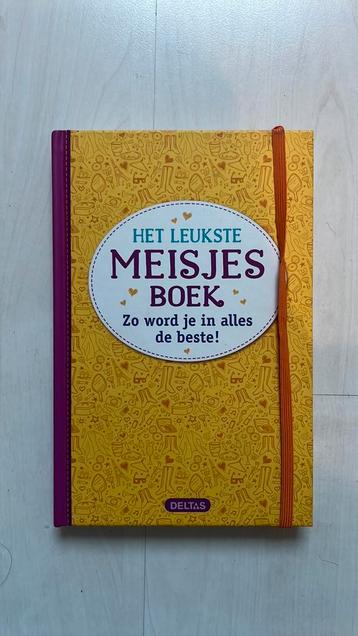 HET LEUKSTE
MEISJES
BOEK
Zo word je in alles
de beste!
DELTAS